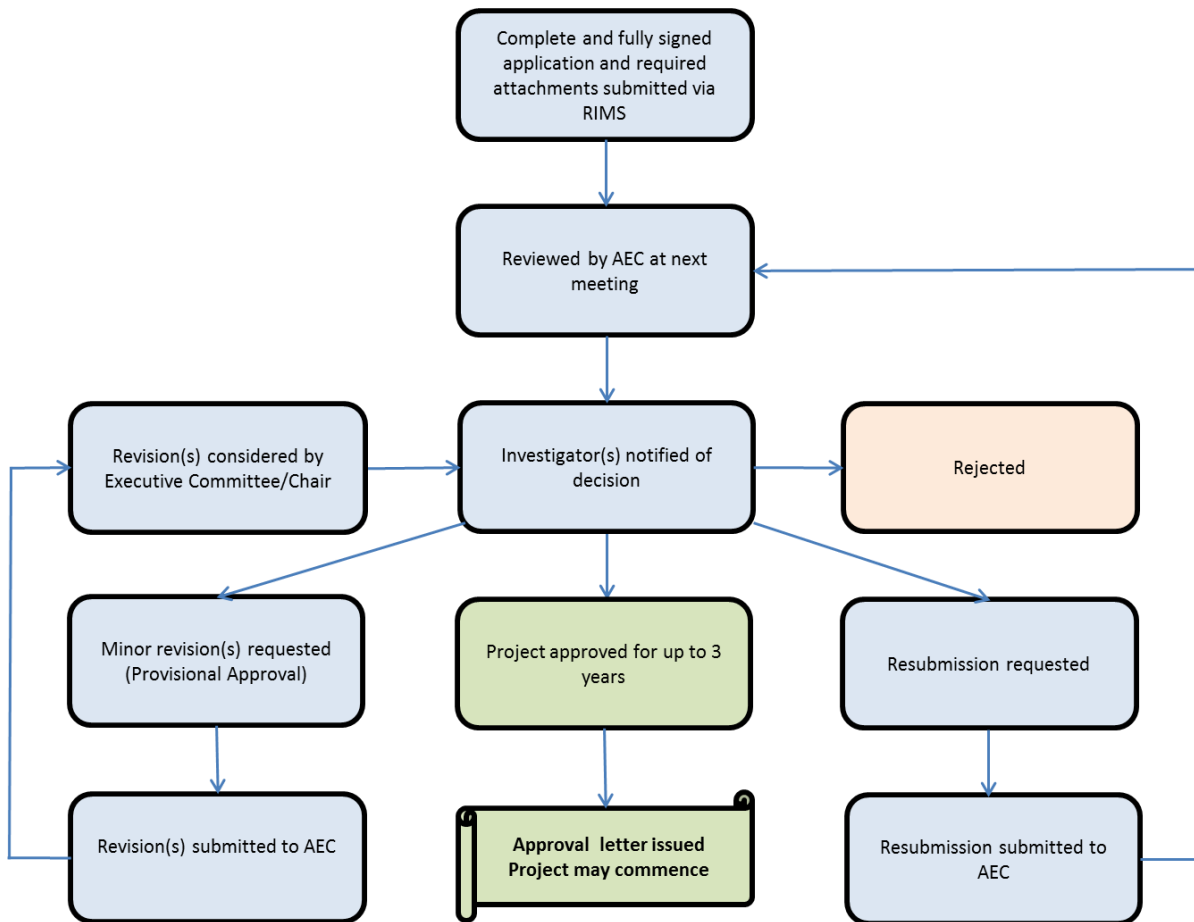 Complete and fully signed
application and required
attachments submitted via
RIMS
Reviewed by AEC at next
meeting
Revision(s) considered by
Executive Committee/Chair
Investigator(s) notified of
decision
Rejected
Minor revision(s) requested
(Provisional Approval)
Project approved for up to 3
years
Resubmission requested
Revision(s) submitted to AEC
Approval letter issued
Project may commence
Resubmission submitted to
AEC